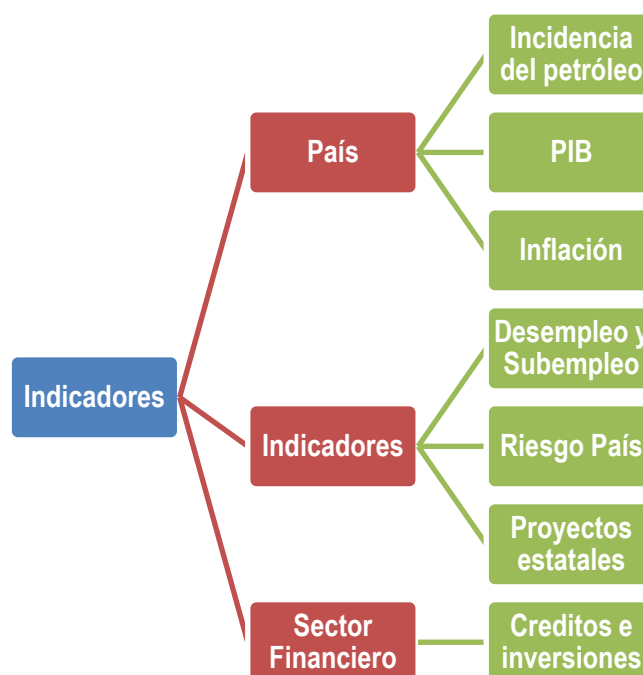 Indicadores
País
Incidencia
del petróleo
PIB
Inflación
Indicadores
Desempleo y
Subempleo
Riesgo País
Proyectos
estatales
Sector
Financiero
Creditos e
inversiones